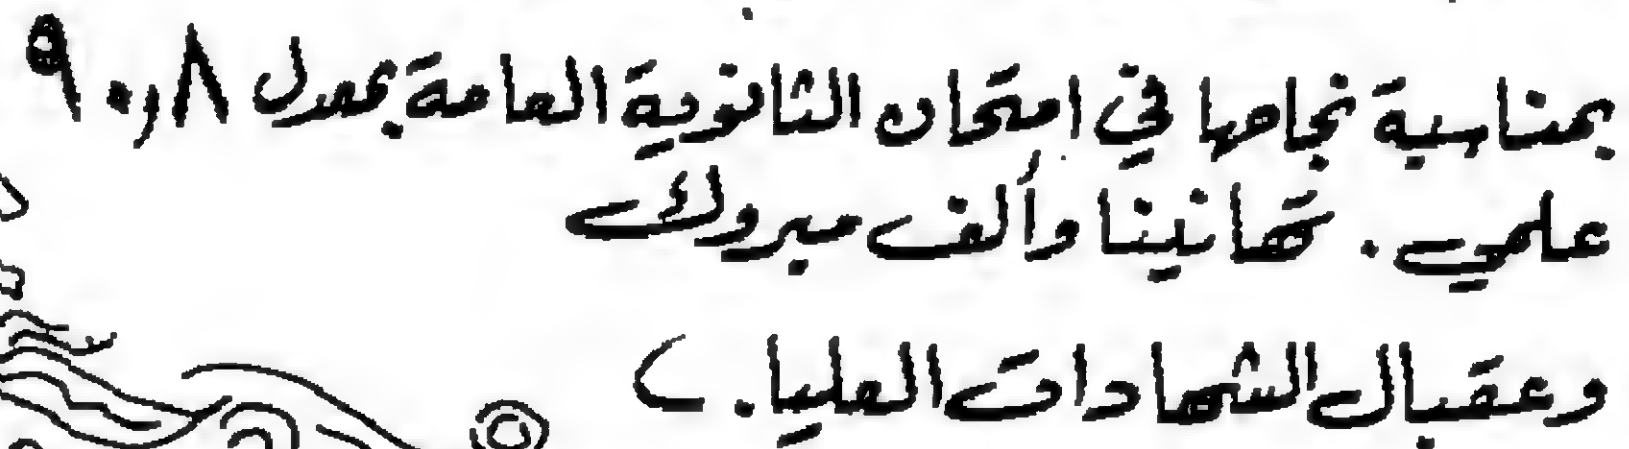 بمناسبة نجاحها في امتحان الثانوية العامة بمعدل ٩٠,٨
علمي . تهانينا وألف مبروك
وعقبال الشهادات العليا .